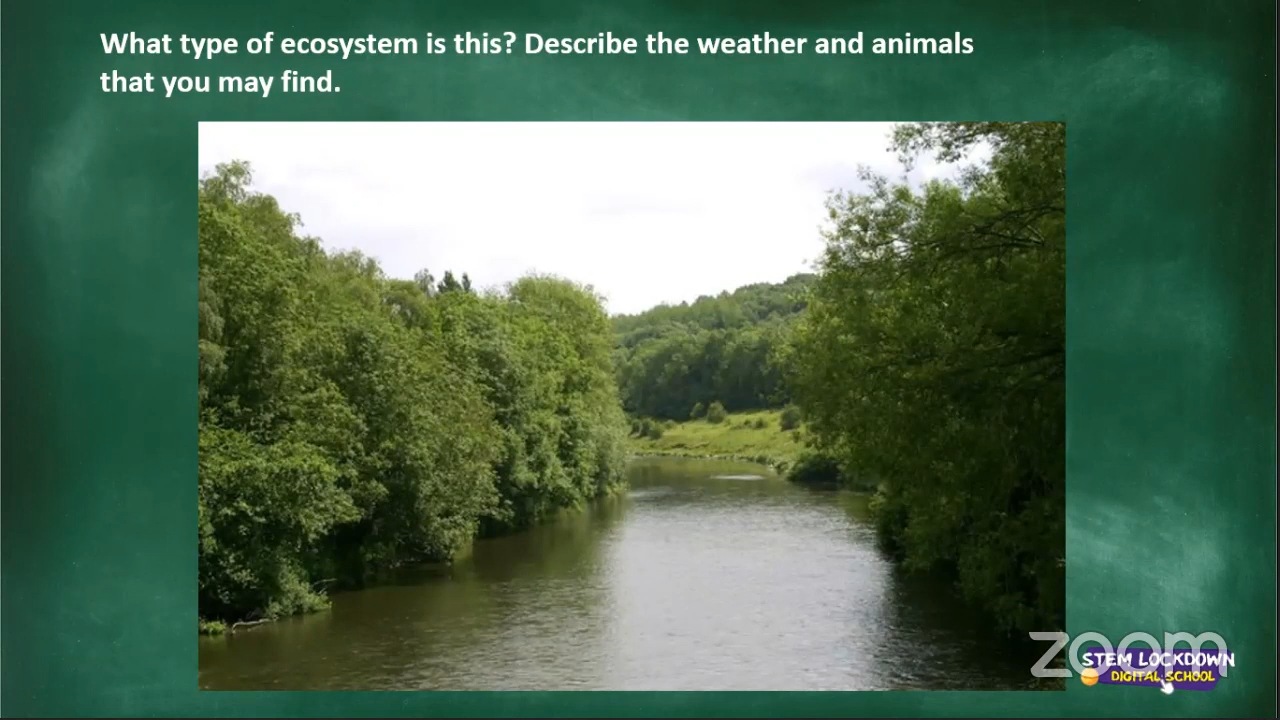 What type of ecosystem is this? Describe the weather and animals
that you may find.
zoom
STEM LOCKDOWN
DIGITAL SCHOOL